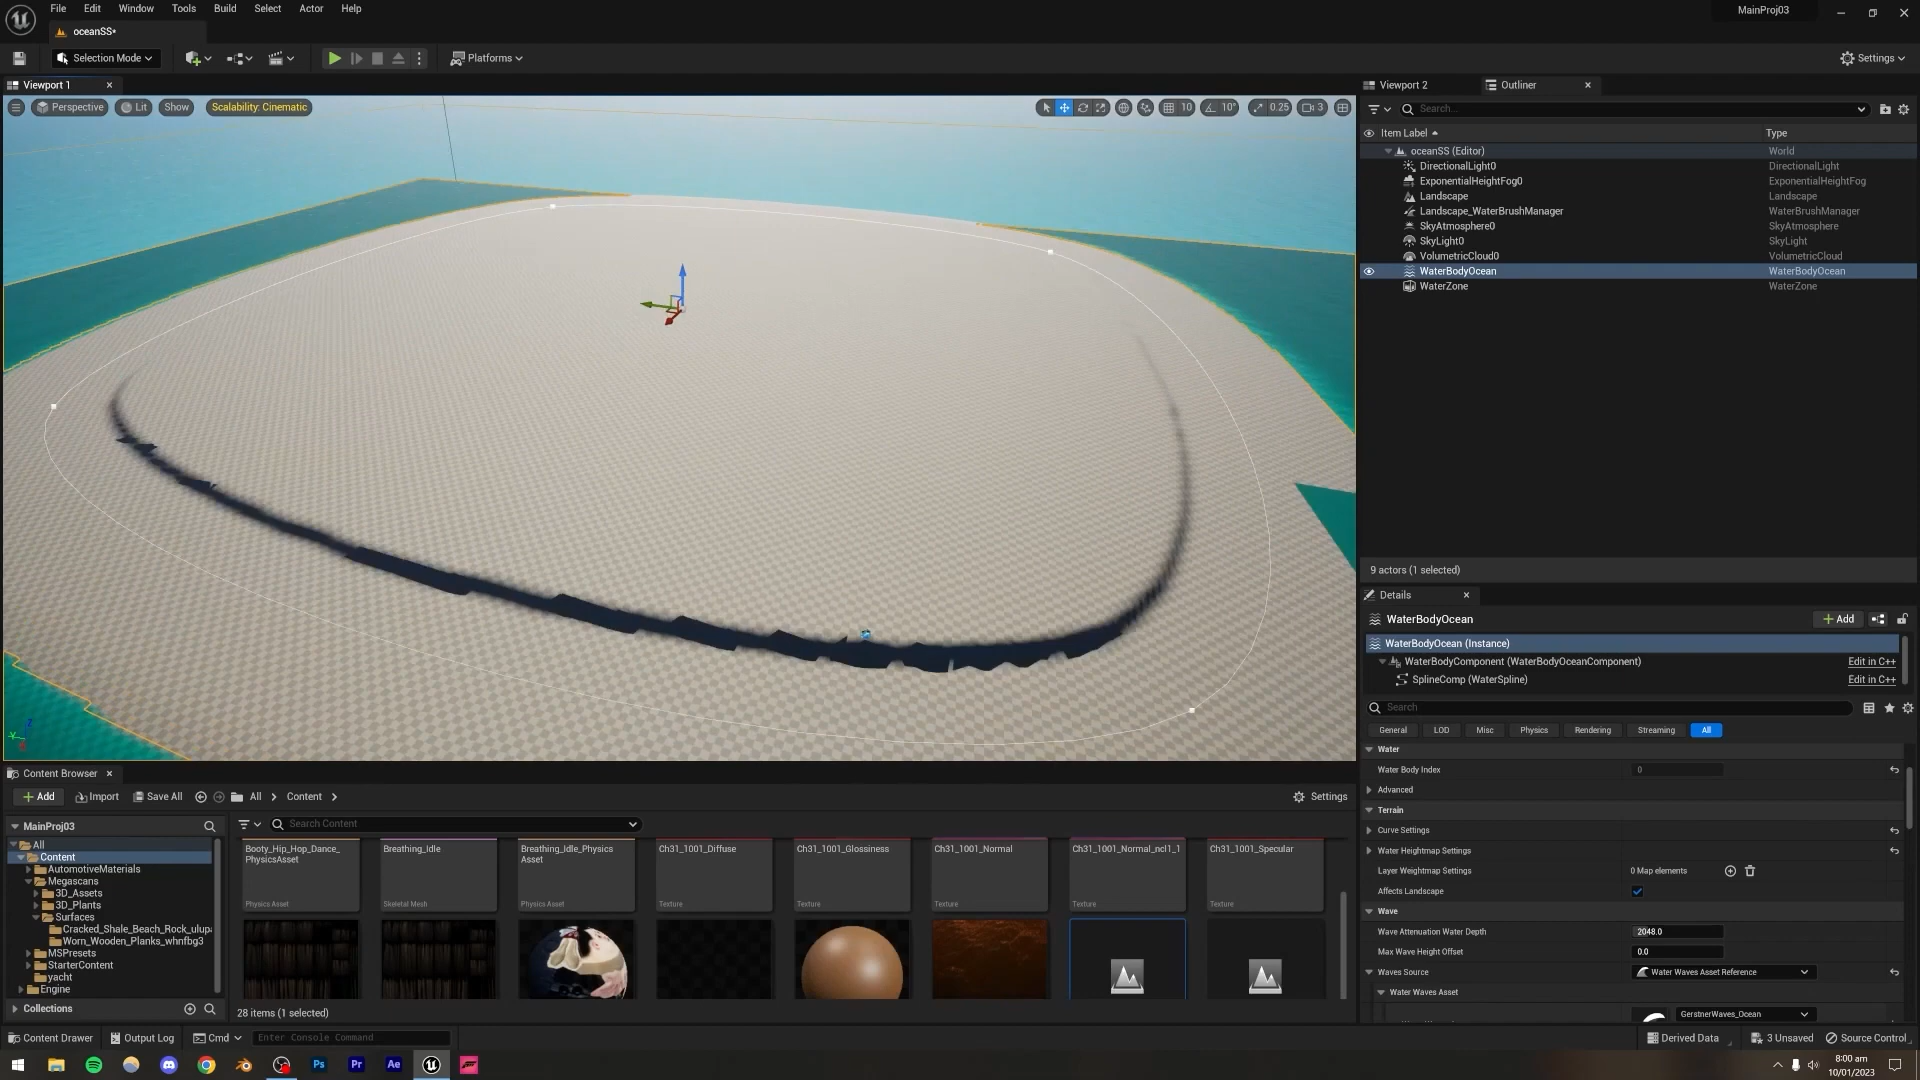 File Edit Window Tools Build Select Actor Help
MainProj03
oceanSS*
Selection Mode
Platforms
Settings
Viewport 1
Viewport 2
Outliner
Perspective
Lit
Show
Scalability: Cinematic
10
10°
0.25
3
Search...
Item Label
Type
oceanSS (Editor) World
DirectionalLight0 DirectionalLight
ExponentialHeightFog0 ExponentialHeightFog
Landscape Landscape
Landscape_WaterBrushManager WaterBrushManager
SkyAtmosphere0 SkyAtmosphere
SkyLight0 SkyLight
VolumetricCloud0 VolumetricCloud
WaterBodyOcean WaterBodyOcean
WaterZone WaterZone
9 actors (1 selected)
Details
WaterBodyOcean
Add
WaterBodyOcean (Instance)
WaterBodyComponent (WaterBodyOceanComponent) Edit in C++
SplineComp (WaterSpline) Edit in C++
Search
General LOD Misc Physics Rendering Streaming All
Water
Water Body Index 0
Advanced
Terrain
Curve Settings
Water Heightmap Settings
Layer Weightmap Settings 0 Map elements
Affects Landscape
Wave
Wave Attenuation Water Depth 2048.0
Max Wave Height Offset 0.0
Waves Source Water Waves Asset Reference
Water Waves Asset
GerstnerWaves_Ocean
Content Browser
Add Import Save All All Content Settings
MainProj03
Search Content
All
Content
AutomotiveMaterials
Megascans
3D_Assets
3D_Plants
Surfaces
Cracked_Shale_Beach_Rock_ulupa
Worn_Wooden_Planks_whnfbg3
MSPresets
StarterContent
yacht
Engine
Collections
Booty_Hip_Hop_Dance_
PhysicsAsset
Physics Asset
Breathing_Idle
Skeletal Mesh
Breathing_Idle_Physics
Asset
Physics Asset
Ch31_1001_Diffuse
Texture
Ch31_1001_Glossiness
Texture
Ch31_1001_Normal
Texture
Ch31_1001_Normal_ncl1_1
Texture
Ch31_1001_Specular
Texture
28 items (1 selected)
Content Drawer Output Log Cmd Enter Console Command
Derived Data 3 Unsaved Source Control
Ps Pr Ae
8:00 am
10/01/2023